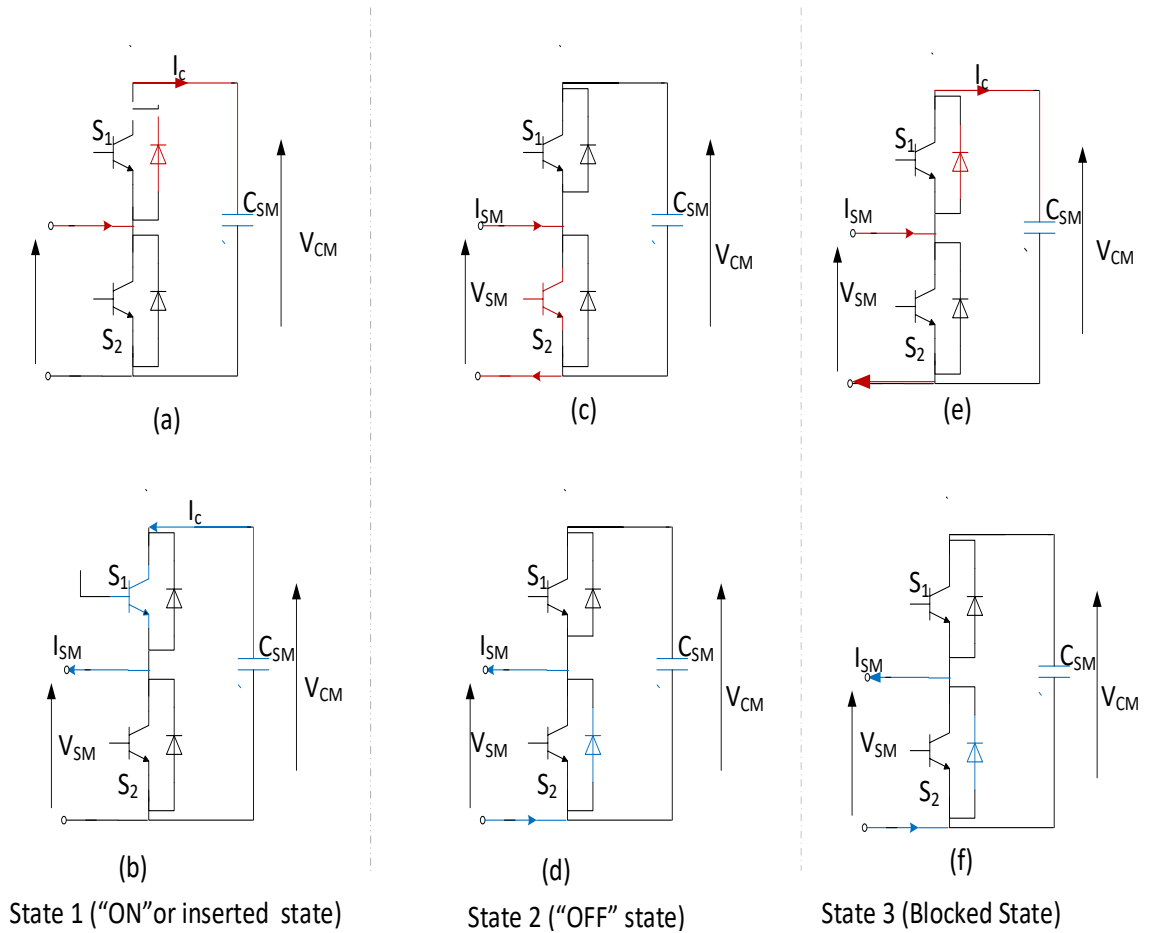 I_c
S_1
C_SM
V_CM
S_2
(a)
S_1
I_SM
C_SM
V_SM
V_CM
S_2
(c)
I_c
S_1
I_SM
C_SM
V_SM
V_CM
S_2
(e)
I_c
S_1
I_SM
C_SM
V_SM
V_CM
S_2
(b)
S_1
I_SM
C_SM
V_SM
V_CM
S_2
(d)
S_1
I_SM
C_SM
V_SM
V_CM
S_2
(f)
State 1 (“ON”or inserted state)
State 2 (“OFF” state)
State 3 (Blocked State)